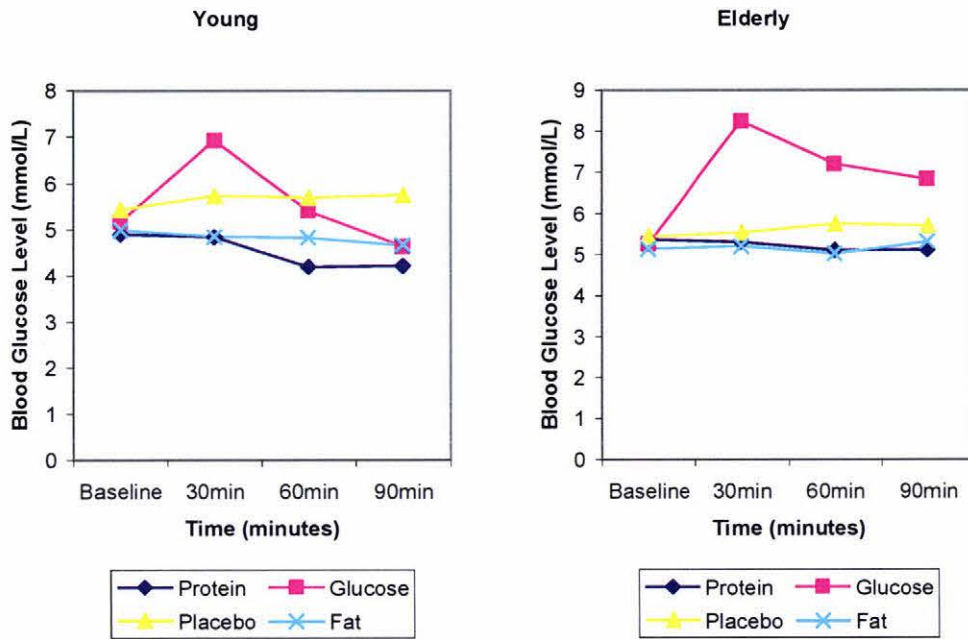 Young
Blood Glucose Level (mmol/L)
8
7
6
5
4
3
2
1
0
Baseline 30min 60min 90min
Time (minutes)
Protein Glucose
Placebo Fat
Elderly
Blood Glucose Level (mmol/L)
9
8
7
6
5
4
3
2
1
0
Baseline 30min 60min 90min
Time (minutes)
Protein Glucose
Placebo Fat